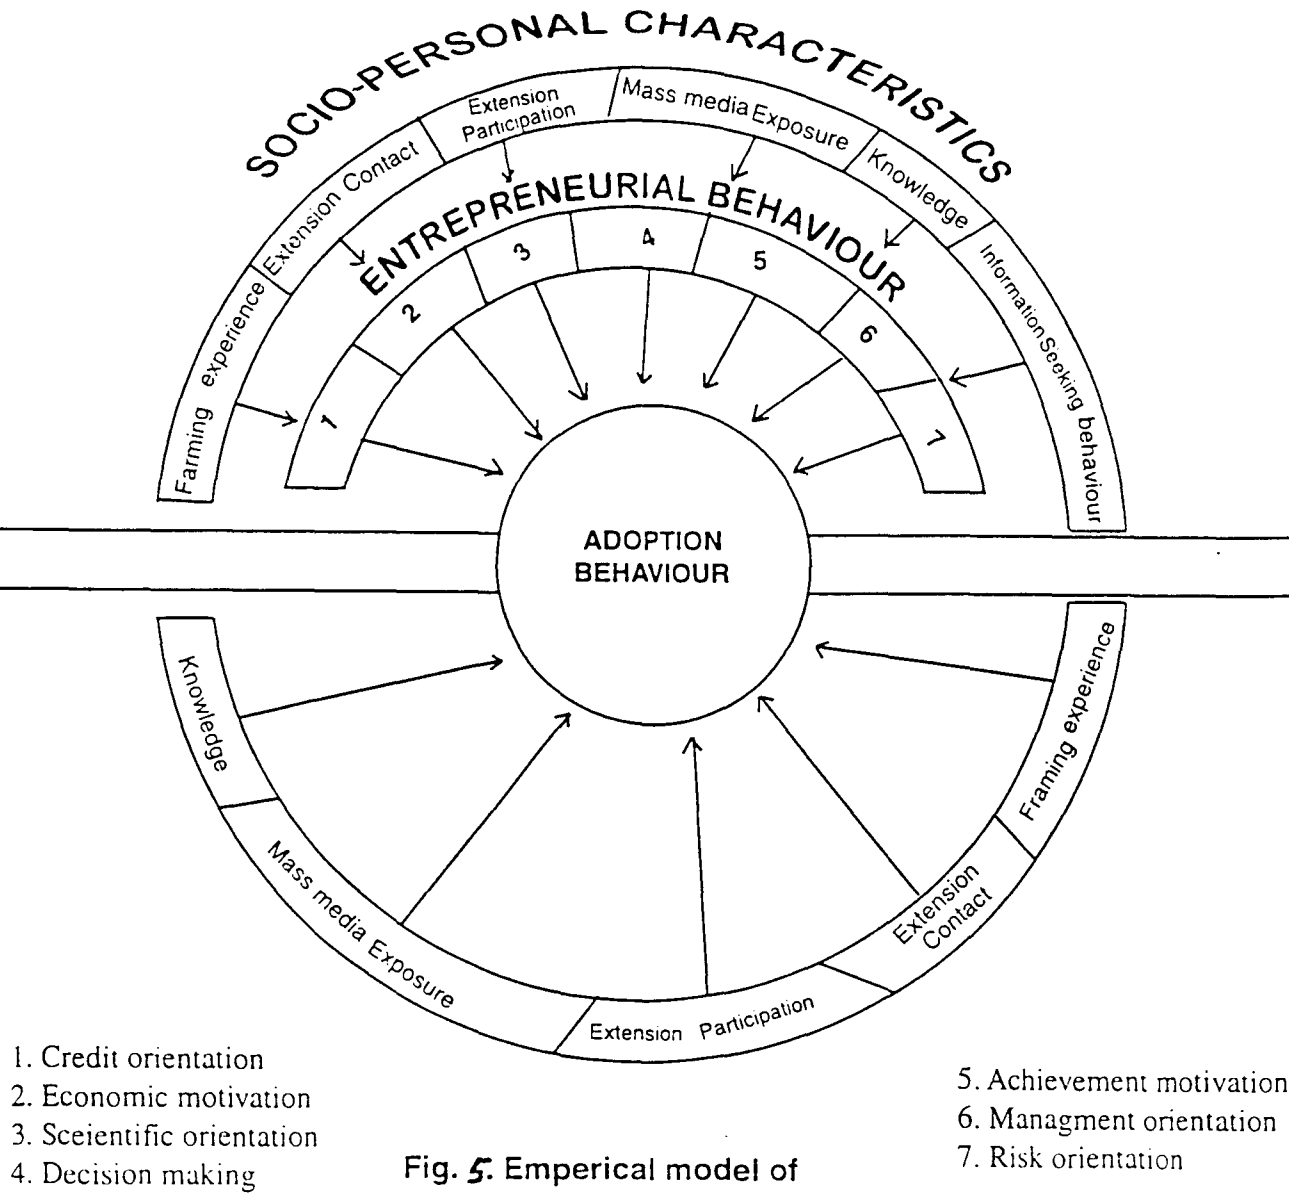 SOCIO-PERSONAL CHARACTERISTICS
Farming experience
Extension Contact
Extension
Participation
Mass media Exposure
Knowledge
Information Seeking behaviour
ENTREPRENEURIAL BEHAVIOUR
1
2
3
4
5
6
7
ADOPTION
BEHAVIOUR
Knowledge
Mass media Exposure
Extension Participation
Extension
Contact
Framing experience
1. Credit orientation
2. Economic motivation
3. Sceientific orientation
4. Decision making
5. Achievement motivation
6. Managment orientation
7. Risk orientation
Fig. 5. Emperical model of